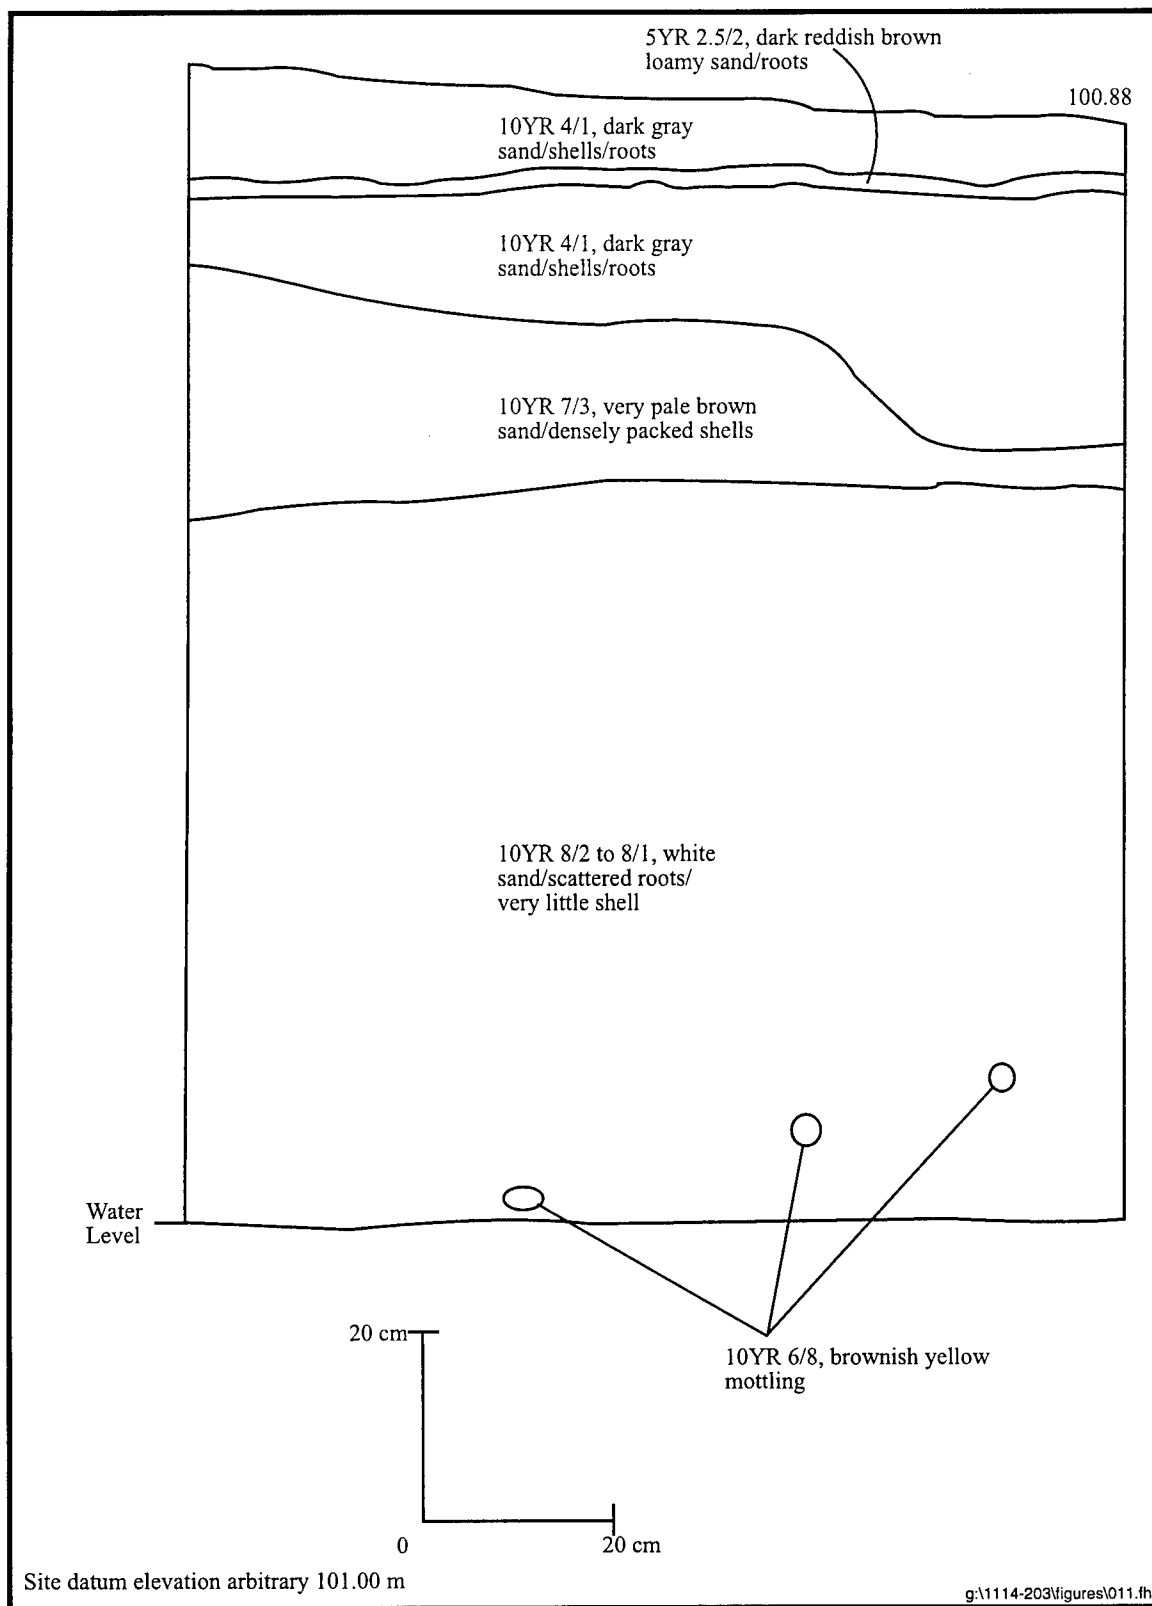 5YR 2.5/2, dark reddish brown
loamy sand/roots
100.88
10YR 4/1, dark gray
sand/shells/roots
10YR 4/1, dark gray
sand/shells/roots
10YR 7/3, very pale brown
sand/densely packed shells
10YR 8/2 to 8/1, white
sand/scattered roots/
very little shell
Water
Level
20 cm
10YR 6/8, brownish yellow
mottling
0
20 cm
Site datum elevation arbitrary 101.00 m
g:\1114-203\figures\011.fh